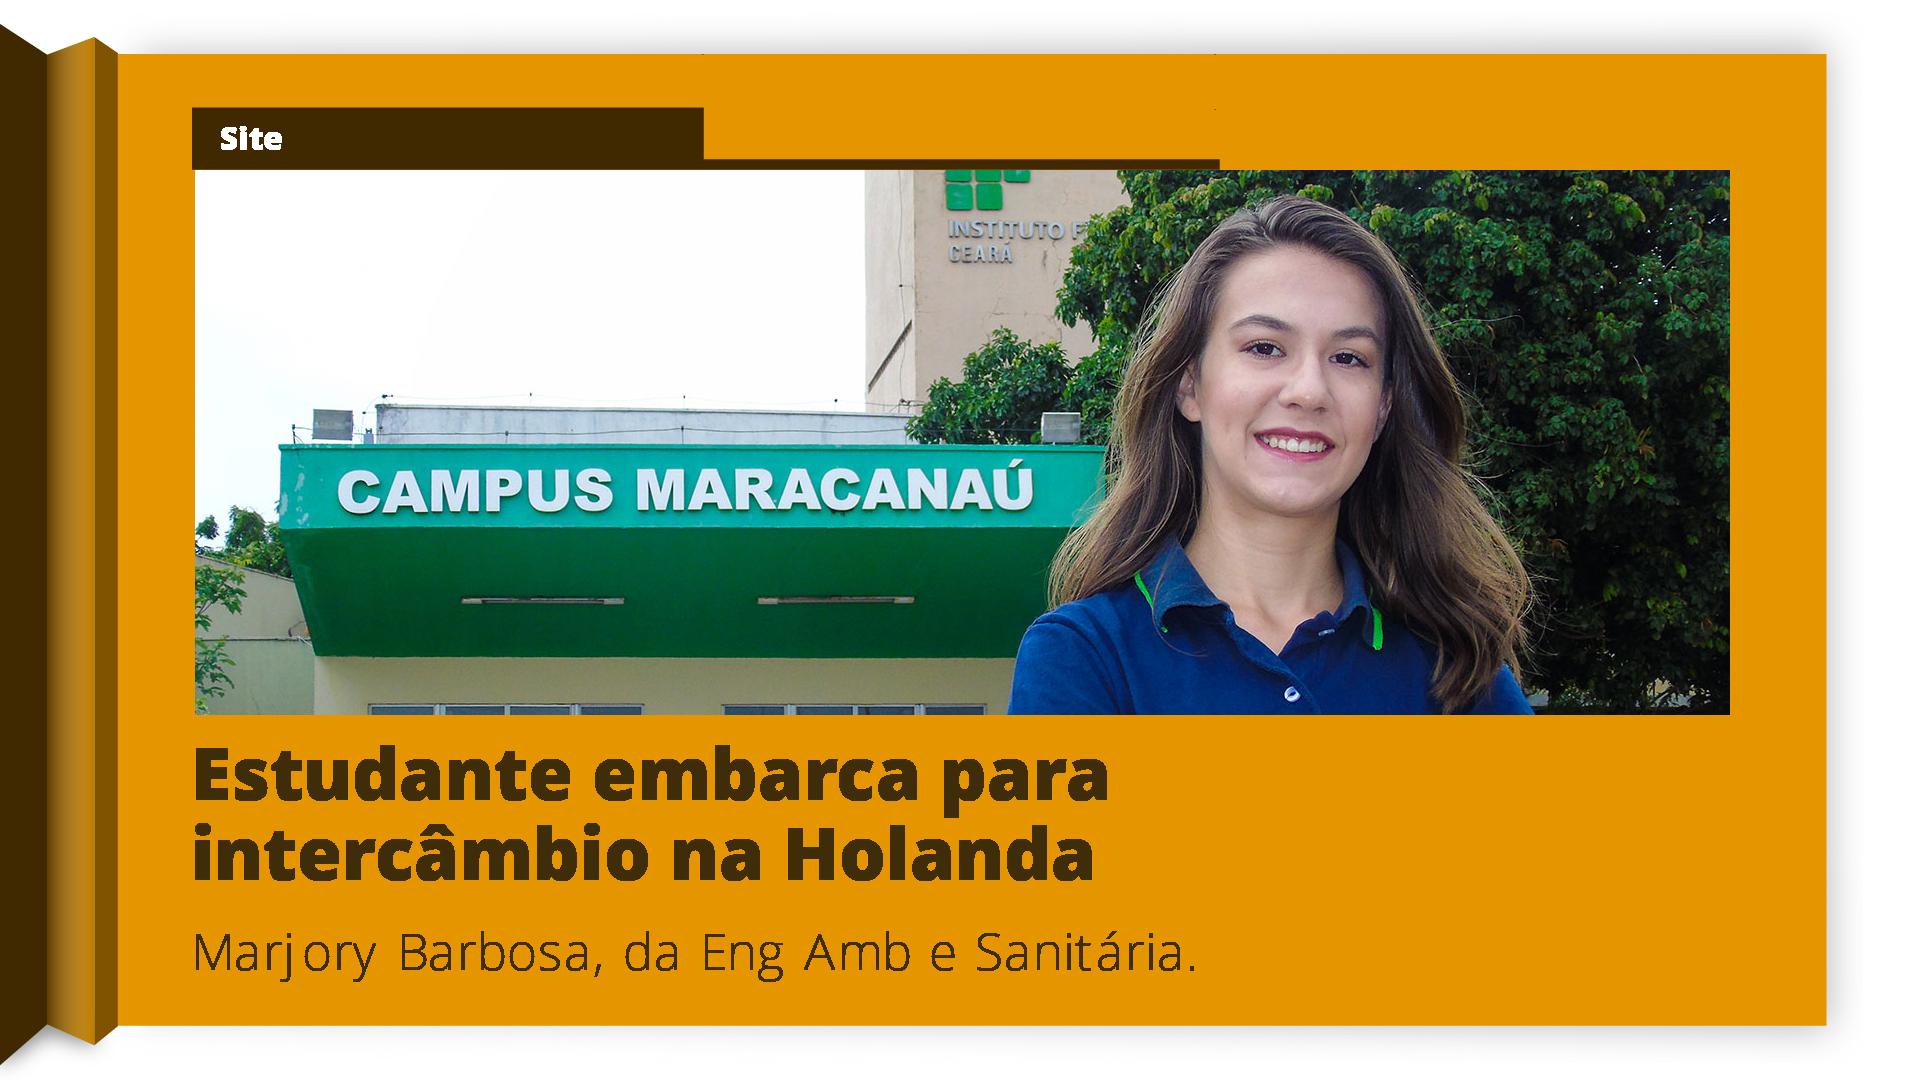 Site
INSTITUTO F
CEARÁ
CAMPUS MARACANAÚ
Estudante embarca para
intercâmbio na Holanda
Marjory Barbosa, da Eng Amb e Sanitária.